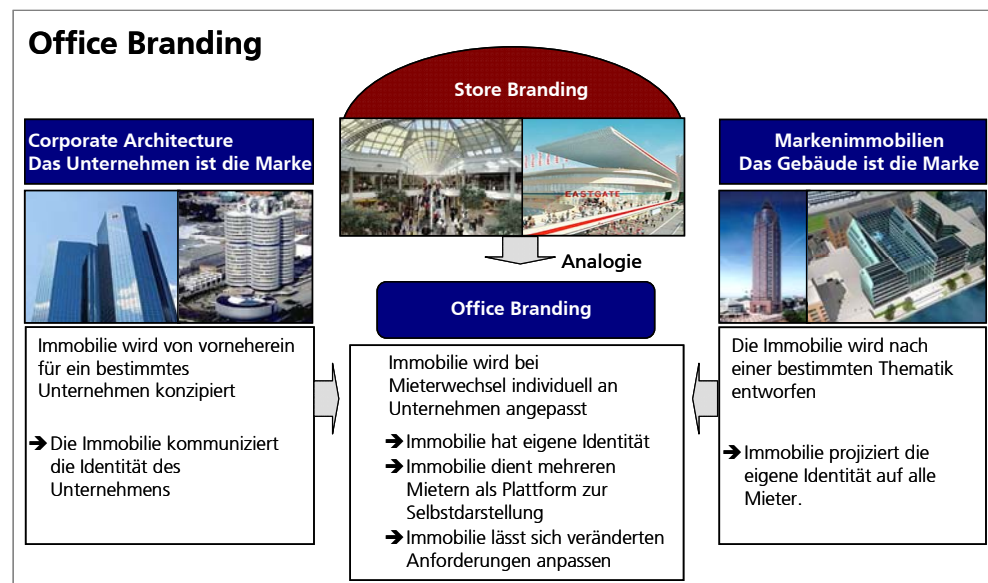 Office Branding
Store Branding
Corporate Architecture
Das Unternehmen ist die Marke
Markenimmobilien
Das Gebäude ist die Marke
EASTGATE
Analogie
Office Branding
Immobilie wird von vorneherein
für ein bestimmtes
Unternehmen konzipiert
➔ Die Immobilie kommuniziert
die Identität des
Unternehmens
Immobilie wird bei
Mieterwechsel individuell an
Unternehmen angepasst
➔ Immobilie hat eigene Identität
➔ Immobilie dient mehreren
Mietern als Plattform zur
Selbstdarstellung
➔ Immobilie lässt sich veränderten
Anforderungen anpassen
Die Immobilie wird nach
einer bestimmten Thematik
entworfen
➔ Immobilie projiziert die
eigene Identität auf alle
Mieter.